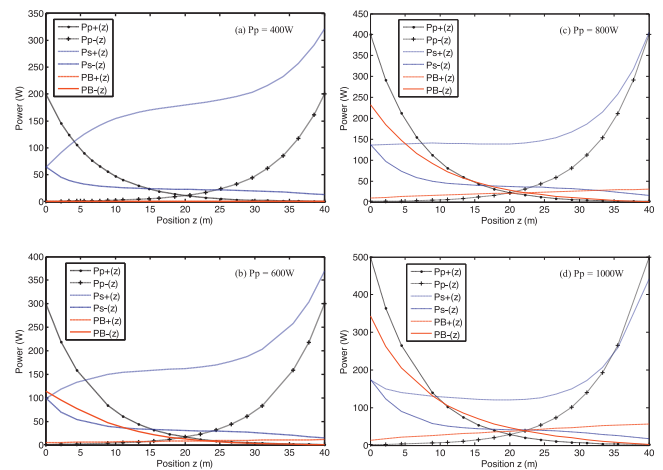 (a) Pp = 400W
Pp+(z)
Pp-(z)
Ps+(z)
Ps-(z)
PB+(z)
PB-(z)
Power (W)
350
300
250
200
150
100
50
0
0 5 10 15 20 25 30 35 40
Position z (m)
(c) Pp = 800W
Pp+(z)
Pp-(z)
Ps+(z)
Ps-(z)
PB+(z)
PB-(z)
Power (W)
450
400
350
300
250
200
150
100
50
0
0 5 10 15 20 25 30 35 40
Position z (m)
(b) Pp = 600W
Pp+(z)
Pp-(z)
Ps+(z)
Ps-(z)
PB+(z)
PB-(z)
Power (W)
400
350
300
250
200
150
100
50
0
0 5 10 15 20 25 30 35 40
Position z (m)
(d) Pp = 1000W
Pp+(z)
Pp-(z)
Ps+(z)
Ps-(z)
PB+(z)
PB-(z)
Power (W)
500
400
300
200
100
0
0 5 10 15 20 25 30 35 40
Position z (m)